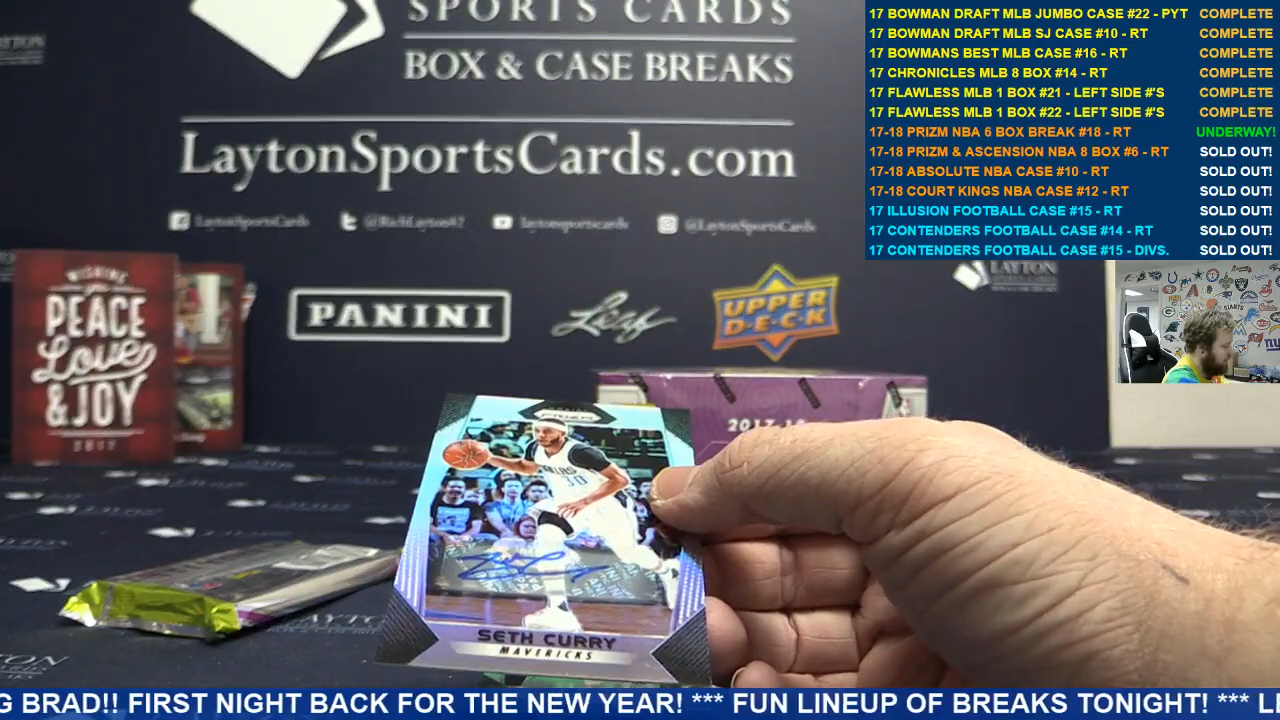 SPORTS CARDS
BOX & CASE BREAKS
LaytonSportsCards.com
LaytonSportsCards
@RichLayton42
laytonsportscards
@LaytonSportsCards
17 BOWMAN DRAFT MLB JUMBO CASE #22 - PYT COMPLETE
17 BOWMAN DRAFT MLB SJ CASE #10 - RT COMPLETE
17 BOWMANS BEST MLB CASE #16 - RT COMPLETE
17 CHRONICLES MLB 8 BOX #14 - RT COMPLETE
17 FLAWLESS MLB 1 BOX #21 - LEFT SIDE #'S COMPLETE
17 FLAWLESS MLB 1 BOX #22 - LEFT SIDE #'S COMPLETE
17-18 PRIZM NBA 6 BOX BREAK #18 - RT UNDERWAY!
17-18 PRIZM & ASCENSION NBA 8 BOX #6 - RT SOLD OUT!
17-18 ABSOLUTE NBA CASE #10 - RT SOLD OUT!
17-18 COURT KINGS NBA CASE #12 - RT SOLD OUT!
17 ILLUSION FOOTBALL CASE #15 - RT SOLD OUT!
17 CONTENDERS FOOTBALL CASE #14 - RT SOLD OUT!
17 CONTENDERS FOOTBALL CASE #15 - DIVS. SOLD OUT!
WISHING
you
PEACE
Love
& JOY
2017
PANINI
Leaf
UPPER
D·E·C·K
LAYTON
2017-18
PRIZM
30
SETH CURRY
MAVERICKS
G BRAD!! FIRST NIGHT BACK FOR THE NEW YEAR! *** FUN LINEUP OF BREAKS TONIGHT! *** L